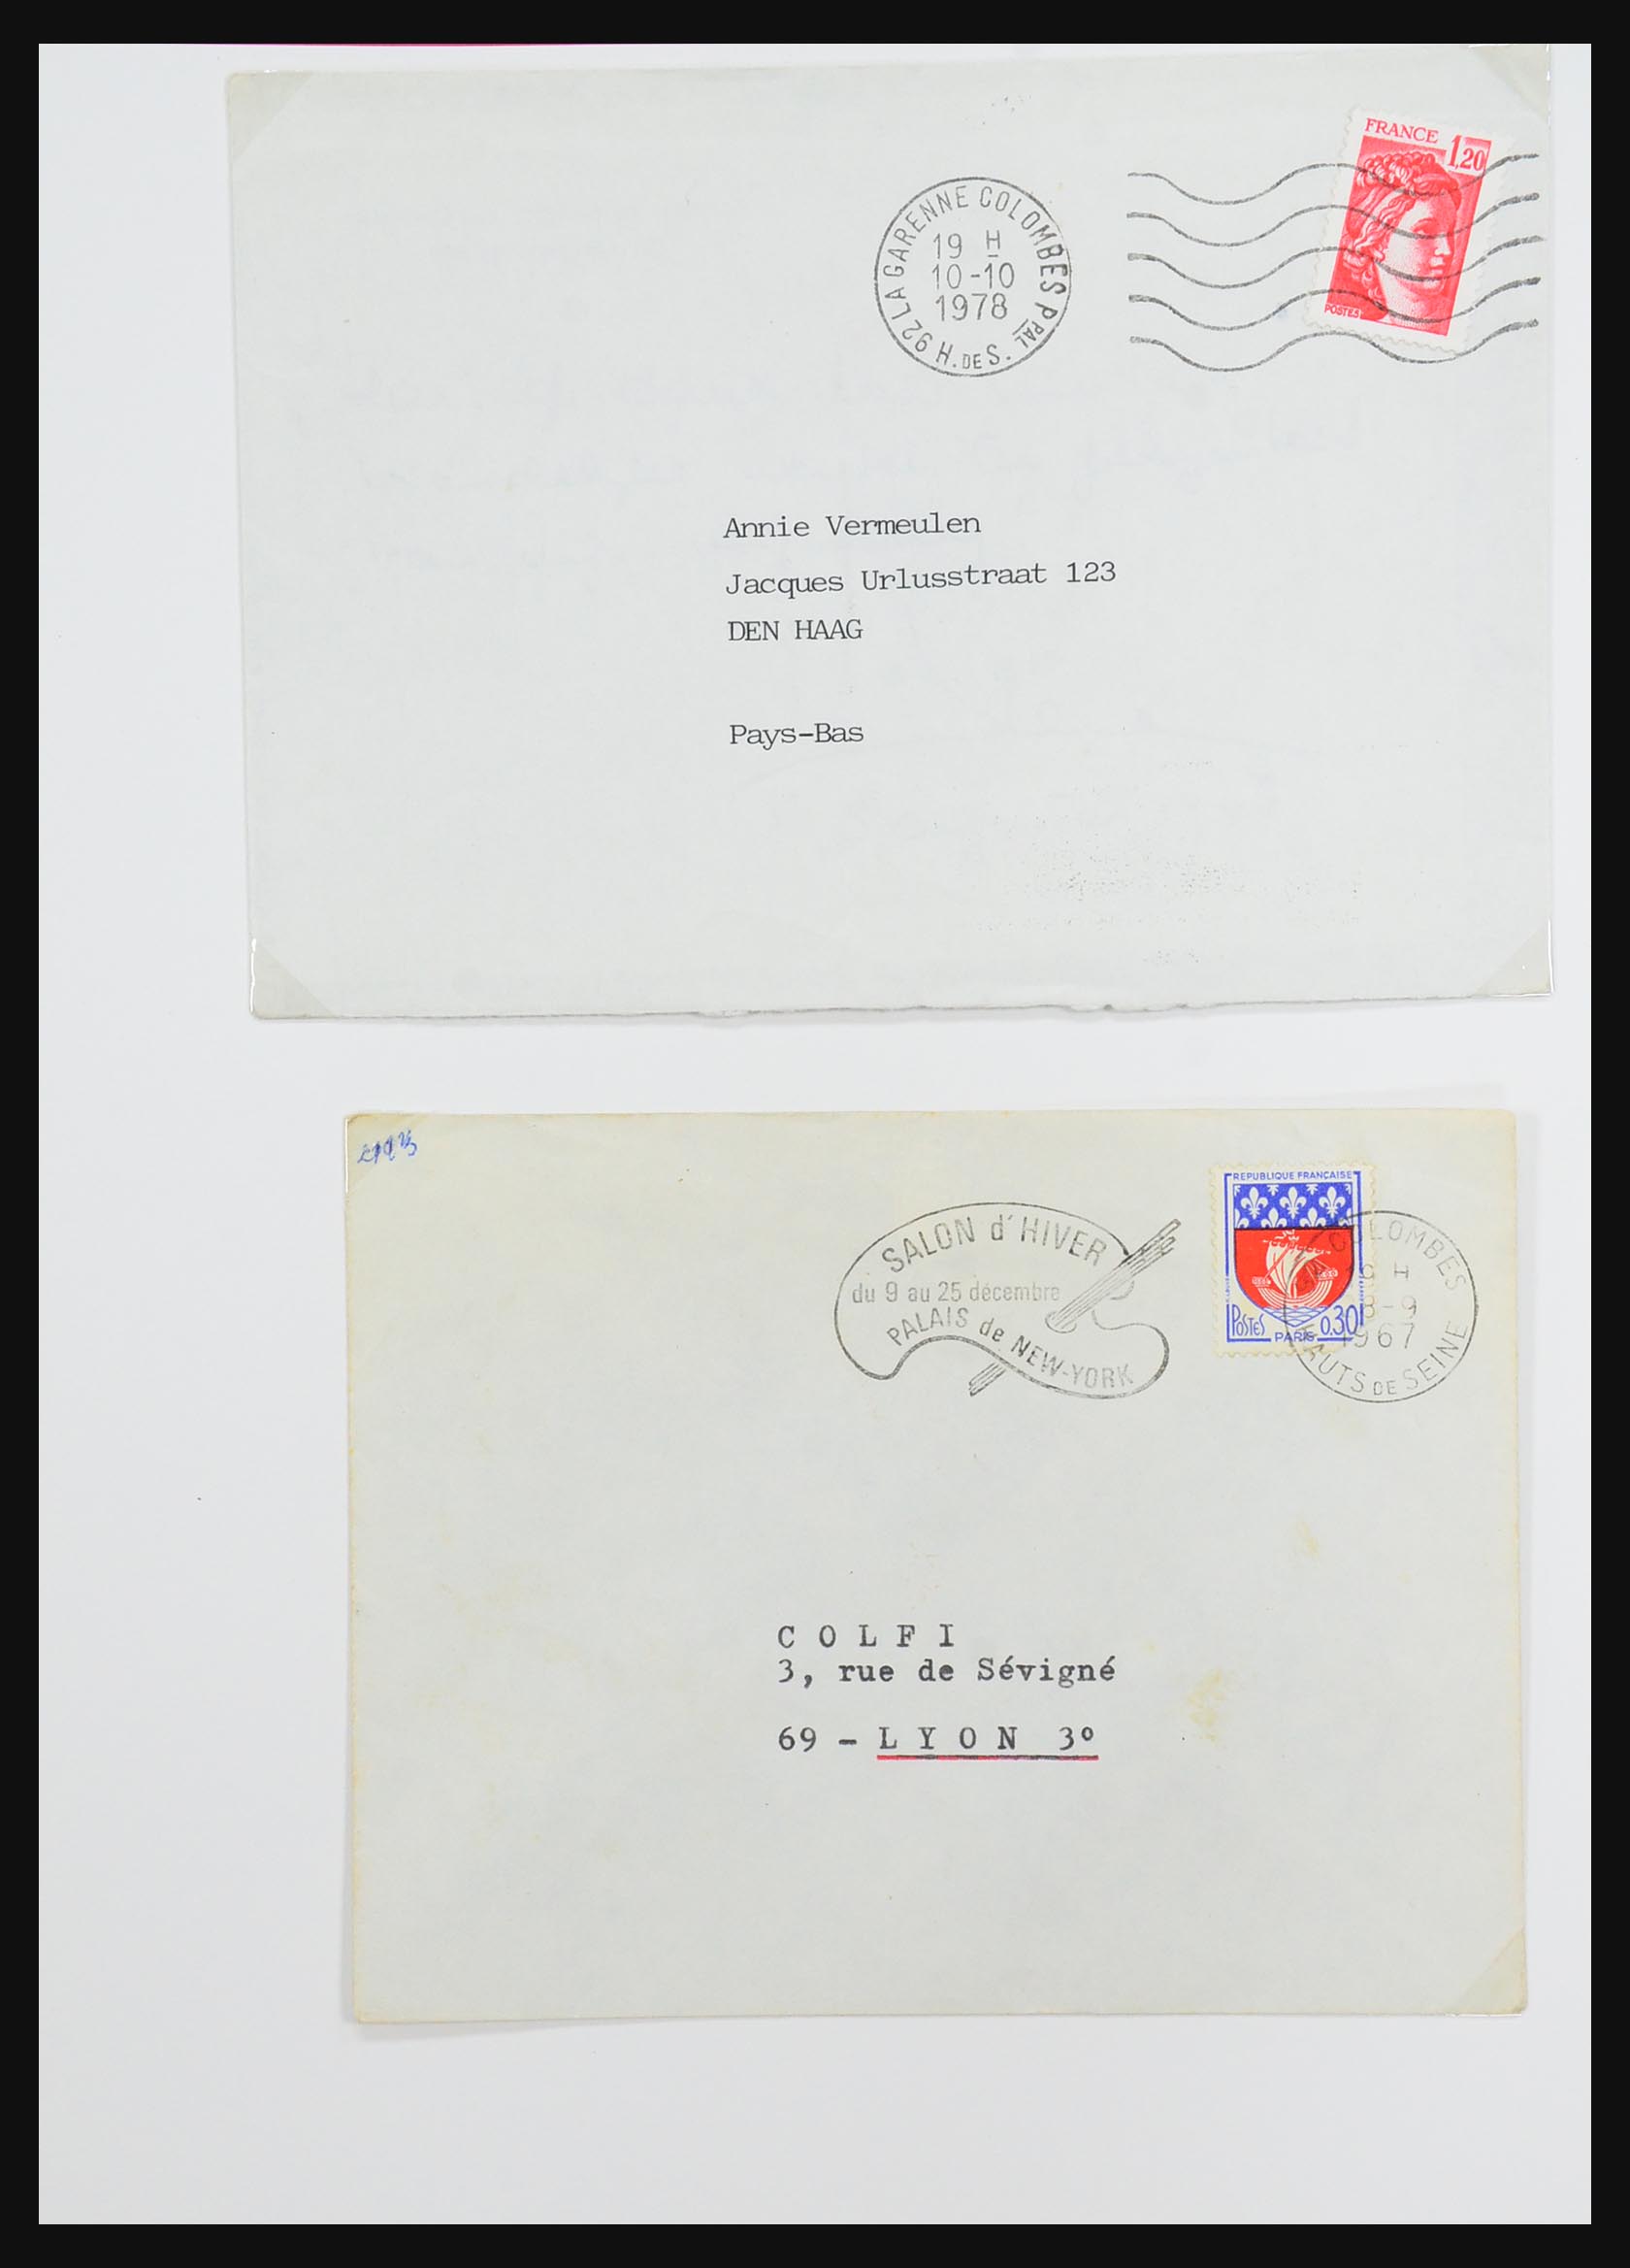 FRANCE 1,20
POSTES
92 LA GARENNE COLOMBES PPAL
19 H
10-10
1978
H. DE S.
Annie Vermeulen
Jacques Urlusstraat 123
DEN HAAG
Pays-Bas
REPUBLIQUE FRANÇAISE
POSTES 0,30
PARIS
SALON d'HIVER
du 9 au 25 décembre
PALAIS de NEW-YORK
COLOMBES
19 H
1967
HAUTS DE SEINE
C O L F I
3, rue de Sévigné
69 - L Y O N 3º